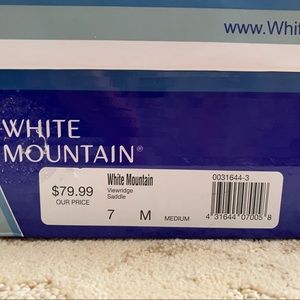 www.Whit
WHITE
MOUNTAIN®
White Mountain
Viewridge
Saddle
$79.99
OUR PRICE
7 M MEDIUM
0031644-3
4 31644 07005 8